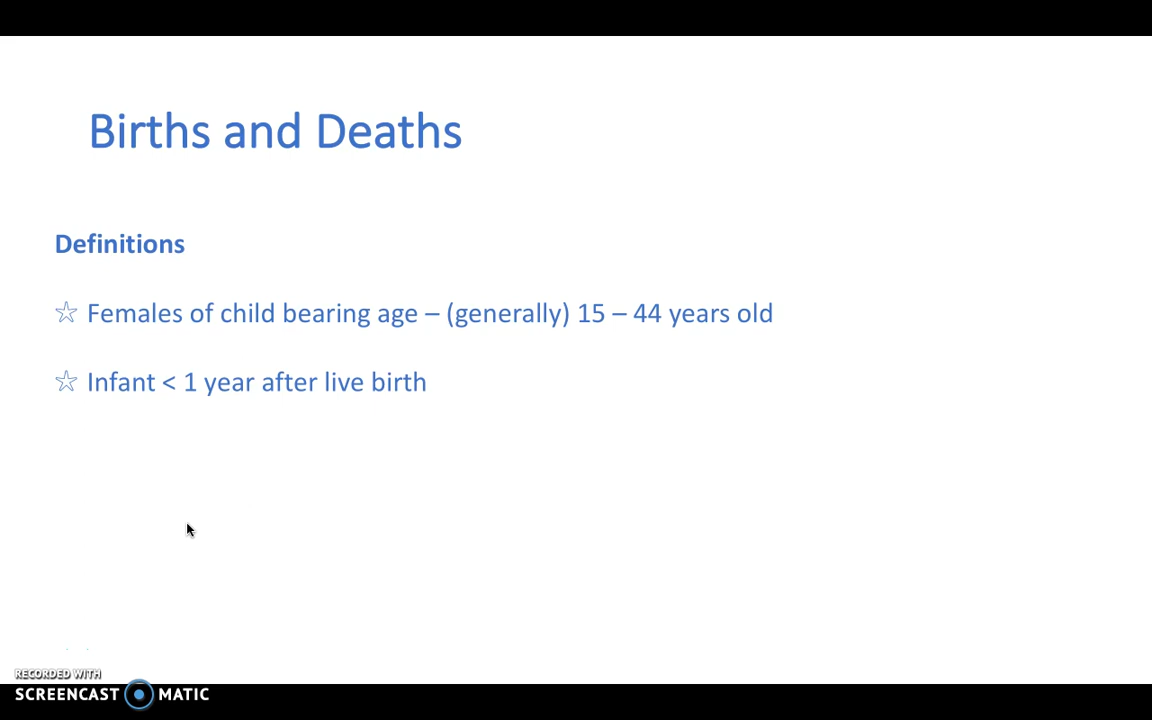 Births and Deaths
Definitions
☆ Females of child bearing age – (generally) 15 – 44 years old
☆ Infant < 1 year after live birth
RECORDED WITH
SCREENCAST MATIC